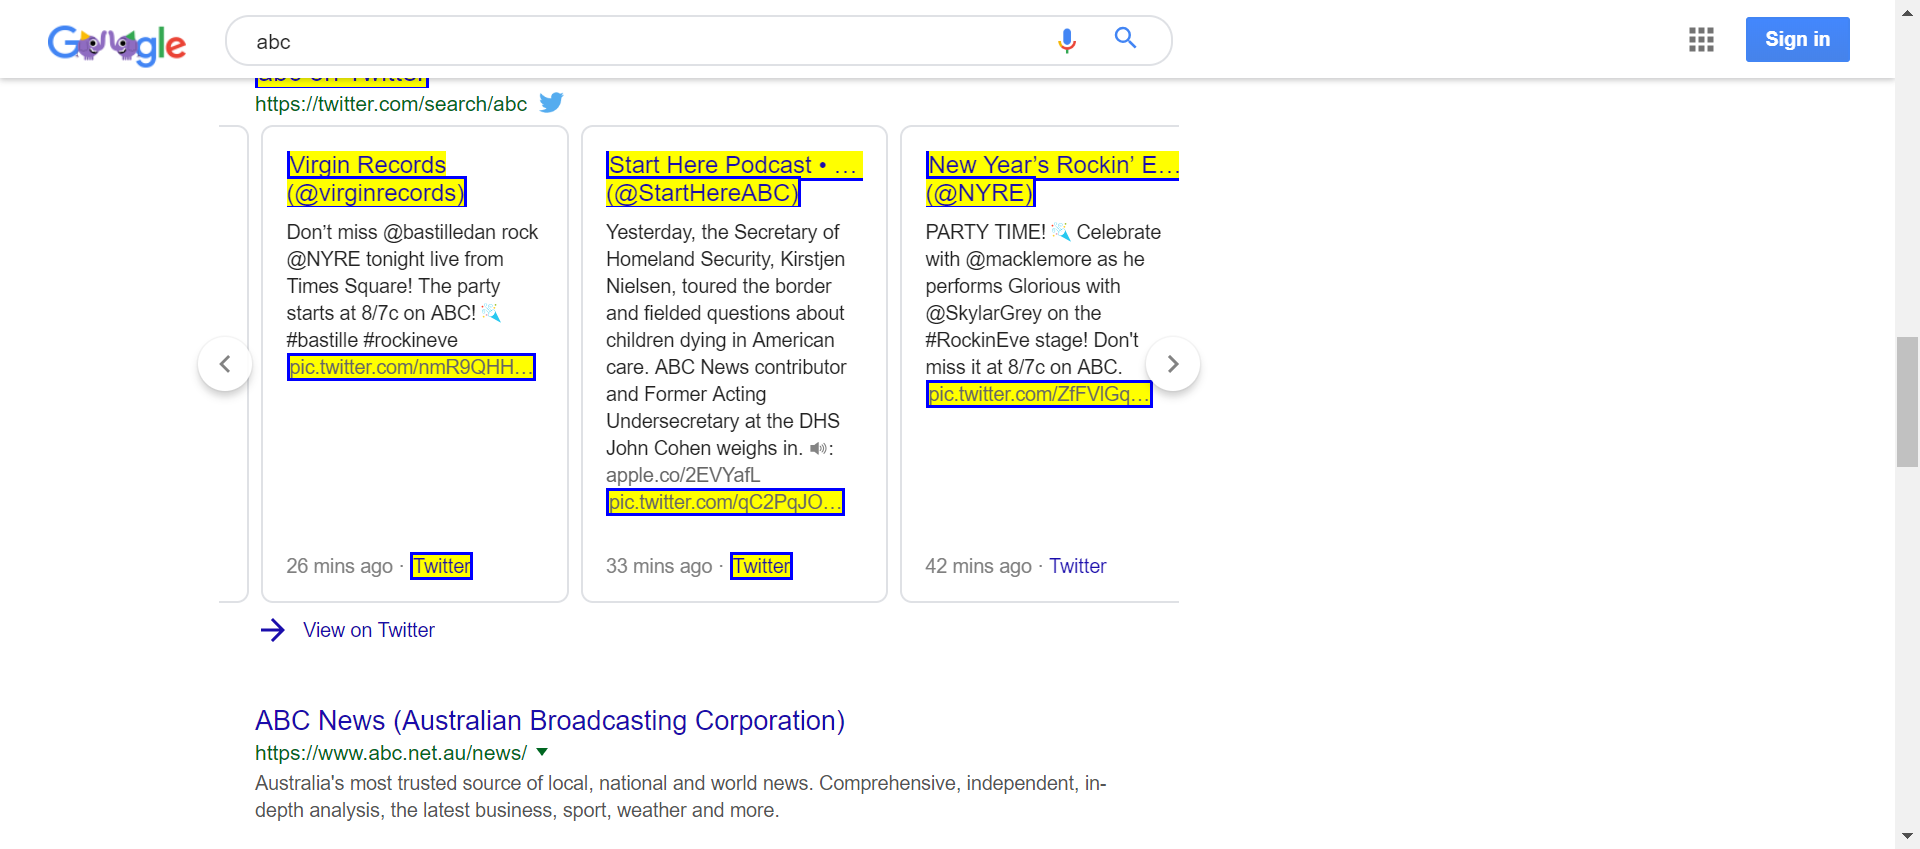 Google
abc
Sign in
abc on Twitter
https://twitter.com/search/abc
Virgin Records
(@virginrecords)
Don’t miss @bastilledan rock
@NYRE tonight live from
Times Square! The party
starts at 8/7c on ABC!
#bastille #rockineve
pic.twitter.com/nmR9QHH…
26 mins ago · Twitter
Start Here Podcast • …
(@StartHereABC)
Yesterday, the Secretary of
Homeland Security, Kirstjen
Nielsen, toured the border
and fielded questions about
children dying in American
care. ABC News contributor
and Former Acting
Undersecretary at the DHS
John Cohen weighs in. 🔊:
apple.co/2EVYafL
pic.twitter.com/qC2PqJO…
33 mins ago · Twitter
New Year’s Rockin’ E…
(@NYRE)
PARTY TIME! Celebrate
with @macklemore as he
performs Glorious with
@SkylarGrey on the
#RockinEve stage! Don't
miss it at 8/7c on ABC.
pic.twitter.com/ZfFVlGq…
42 mins ago · Twitter
View on Twitter
ABC News (Australian Broadcasting Corporation)
https://www.abc.net.au/news/
Australia's most trusted source of local, national and world news. Comprehensive, independent, in-
depth analysis, the latest business, sport, weather and more.